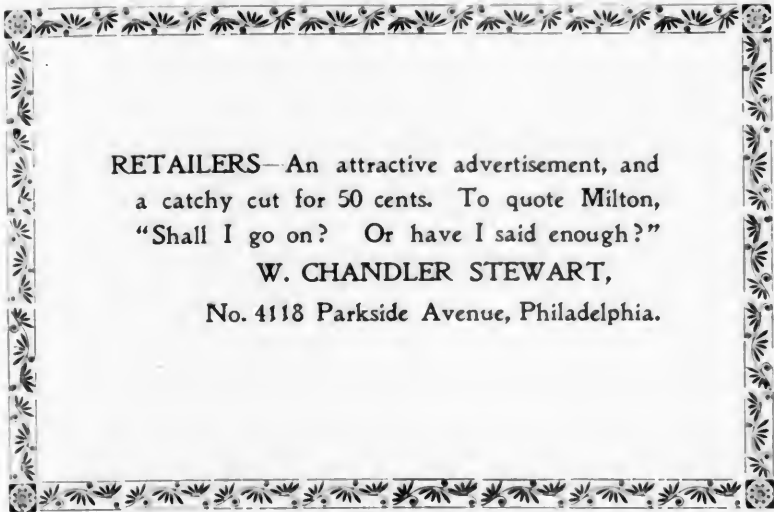 RETAILERS—An attractive advertisement, and
a catchy cut for 50 cents. To quote Milton,
"Shall I go on? Or have I said enough?"
W. CHANDLER STEWART,
No. 4118 Parkside Avenue, Philadelphia.